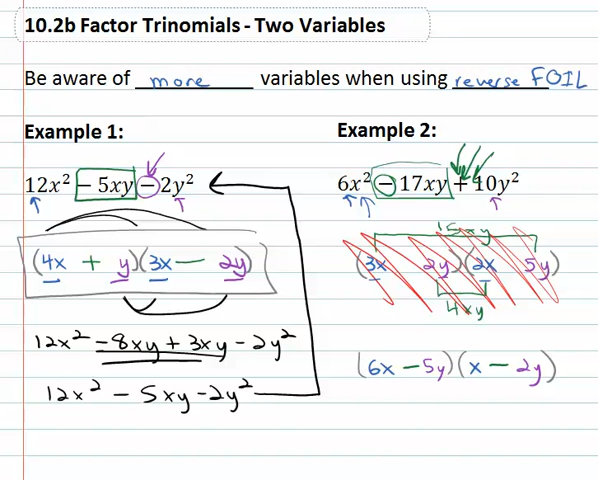 10.2b Factor Trinomials - Two Variables
Be aware of more variables when using reverse FOIL
Example 1:
12x² − 5xy − 2y²
(4x + y)(3x − 2y)
12x² − 8xy + 3xy − 2y²
12x² − 5xy − 2y²
Example 2:
6x² − 17xy + 10y²
15xy
(3x 2y)(2x 5y)
4xy
(6x − 5y)(x − 2y)